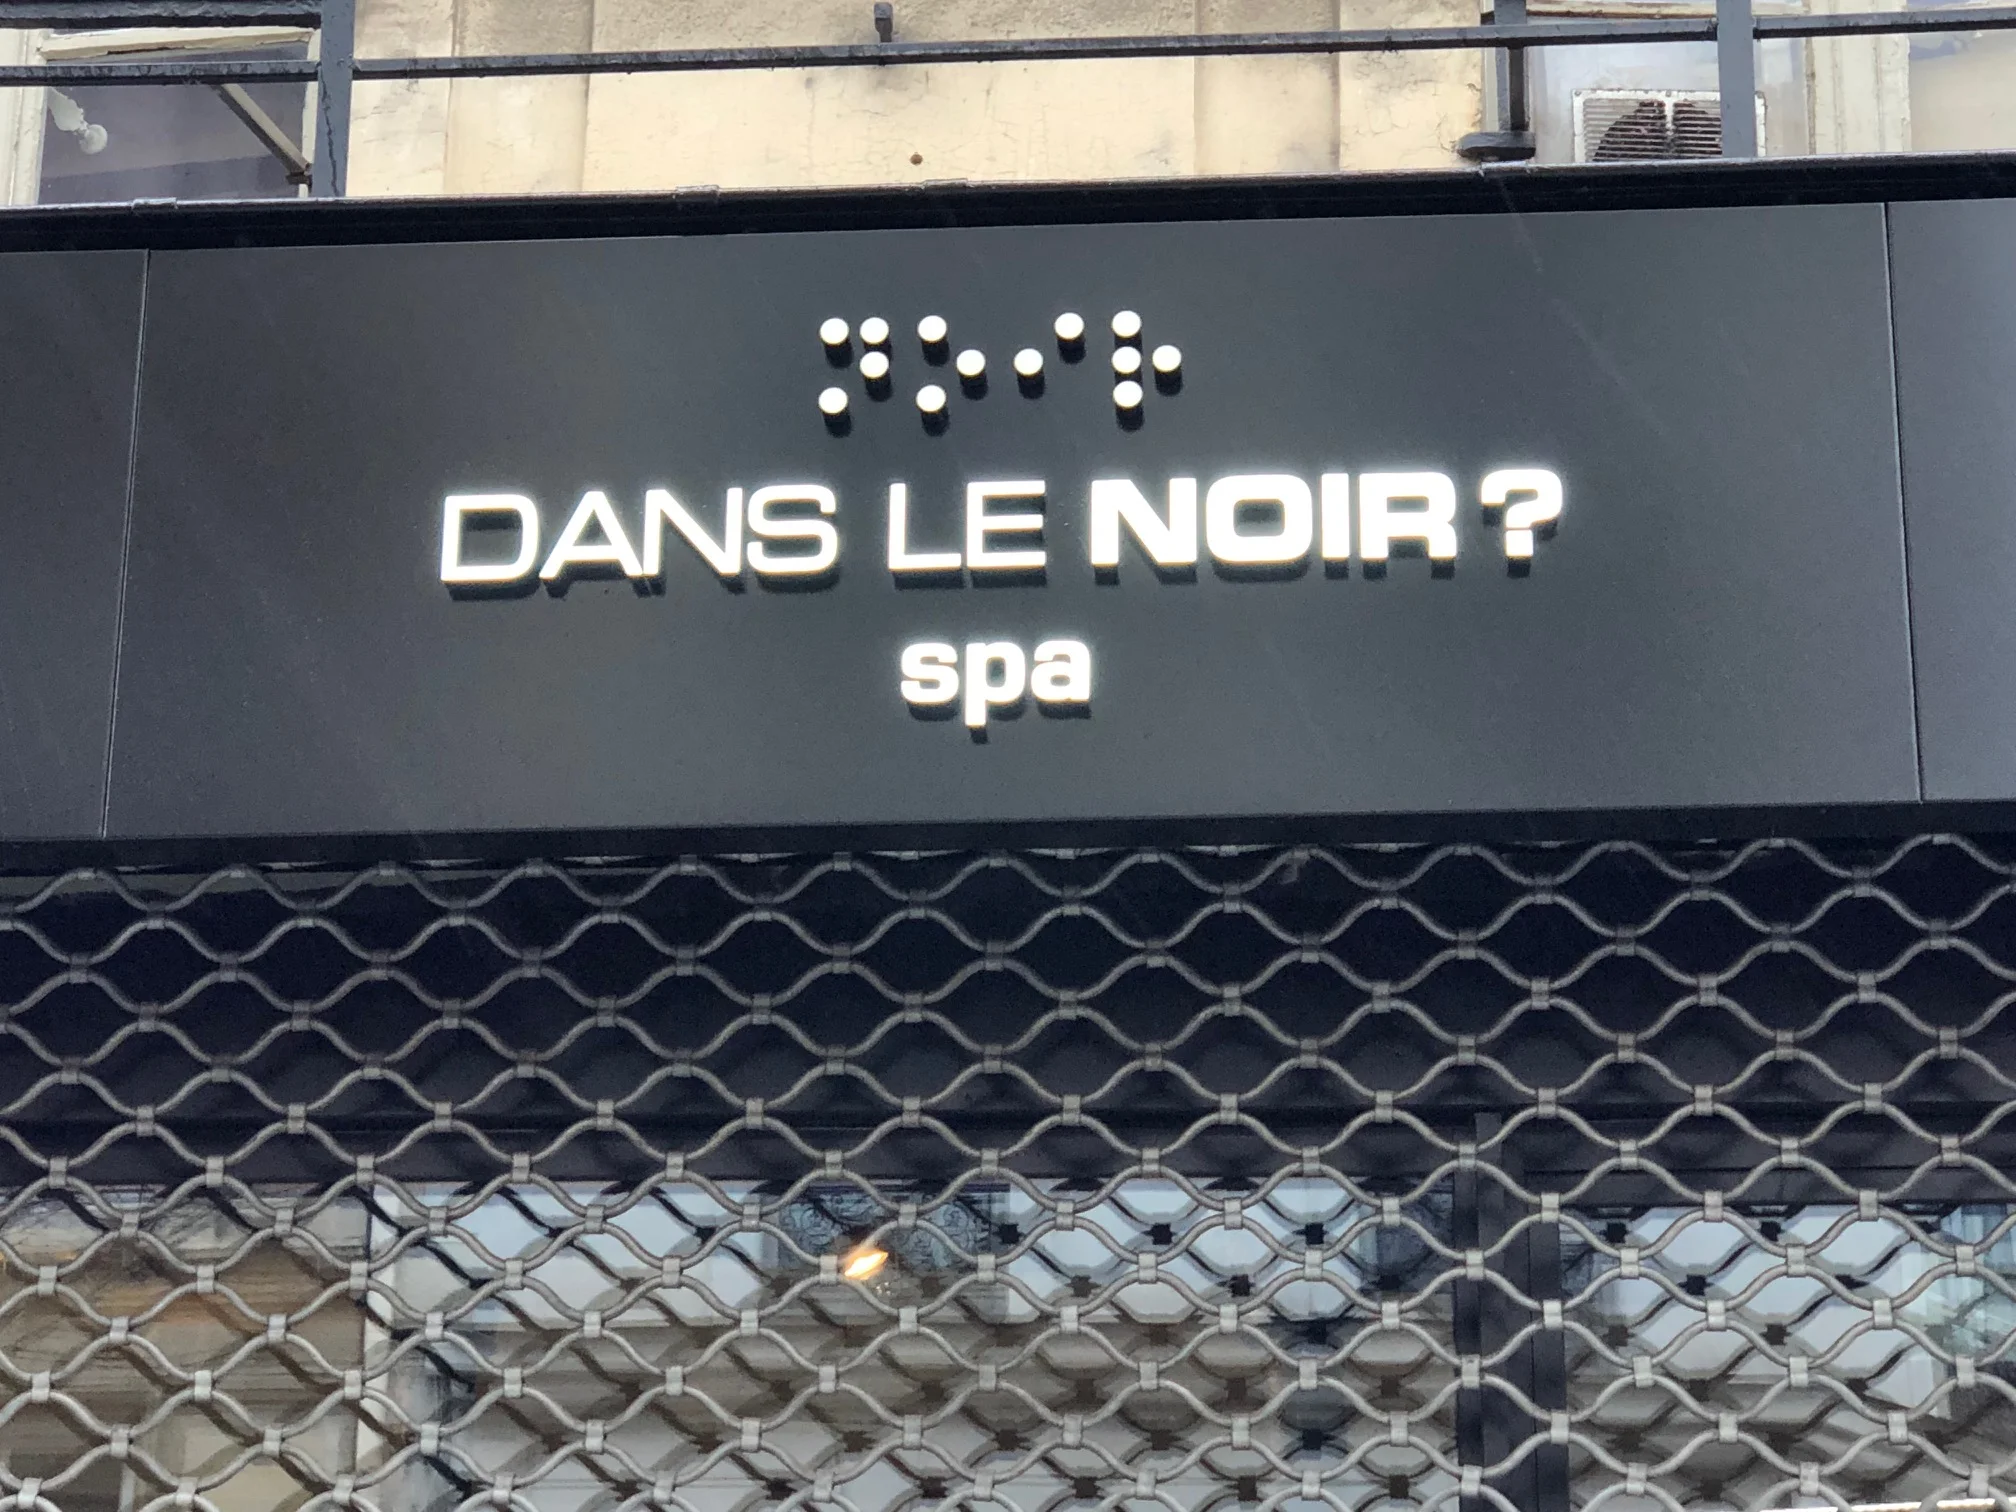 ⠝⠕⠊⠗
DANS LE NOIR ?
spa